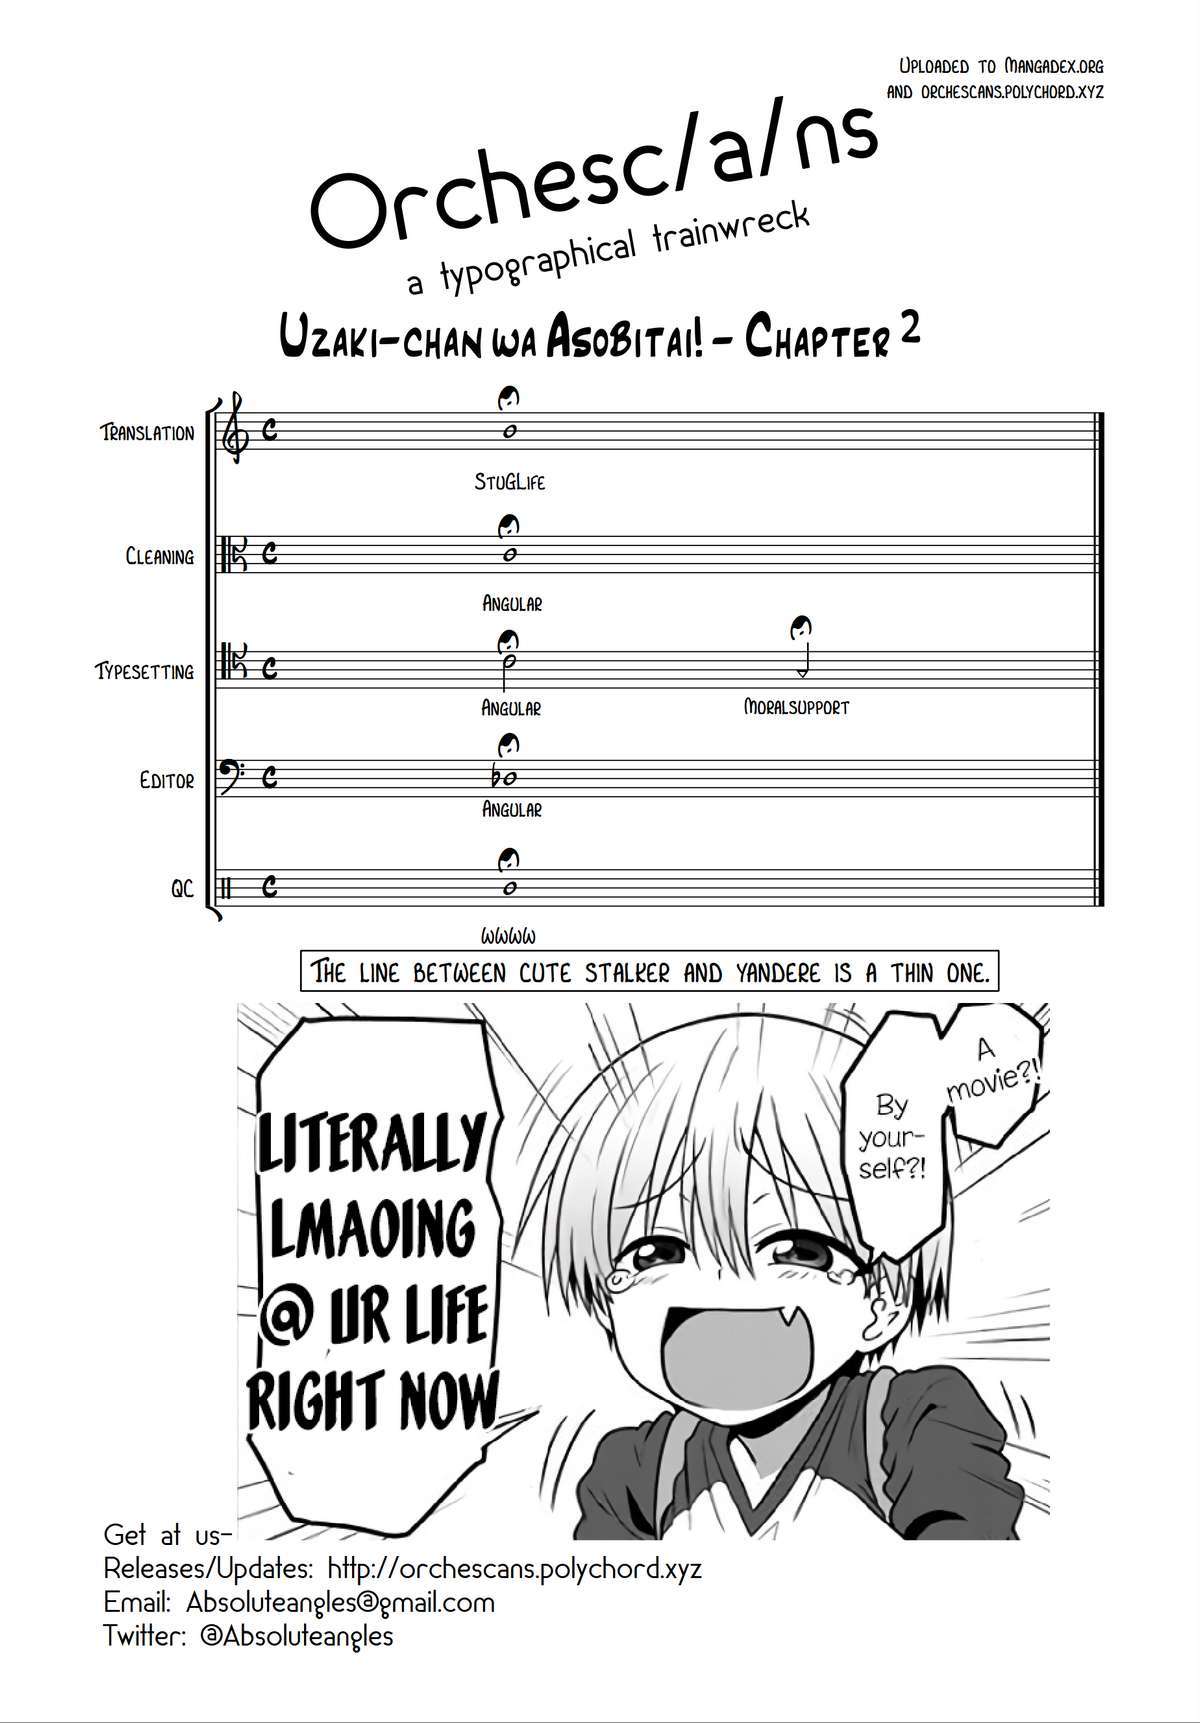 Uploaded to Mangadex.org
and orchescans.polychord.xyz
Orchesc/a/ns
a typographical trainwreck
Uzaki-chan wa Asobitai! - Chapter 2
Translation
StuGLife
Cleaning
Angular
Typesetting
Angular
Moralsupport
Editor
Angular
QC
wwww
The line between cute stalker and yandere is a thin one.
A
movie?!
By
your-
self?!
LITERALLY
LMAOING
@ UR LIFE
RIGHT NOW
Get at us-
Releases/Updates: http://orchescans.polychord.xyz
Email: Absoluteangles@gmail.com
Twitter: @Absoluteangles